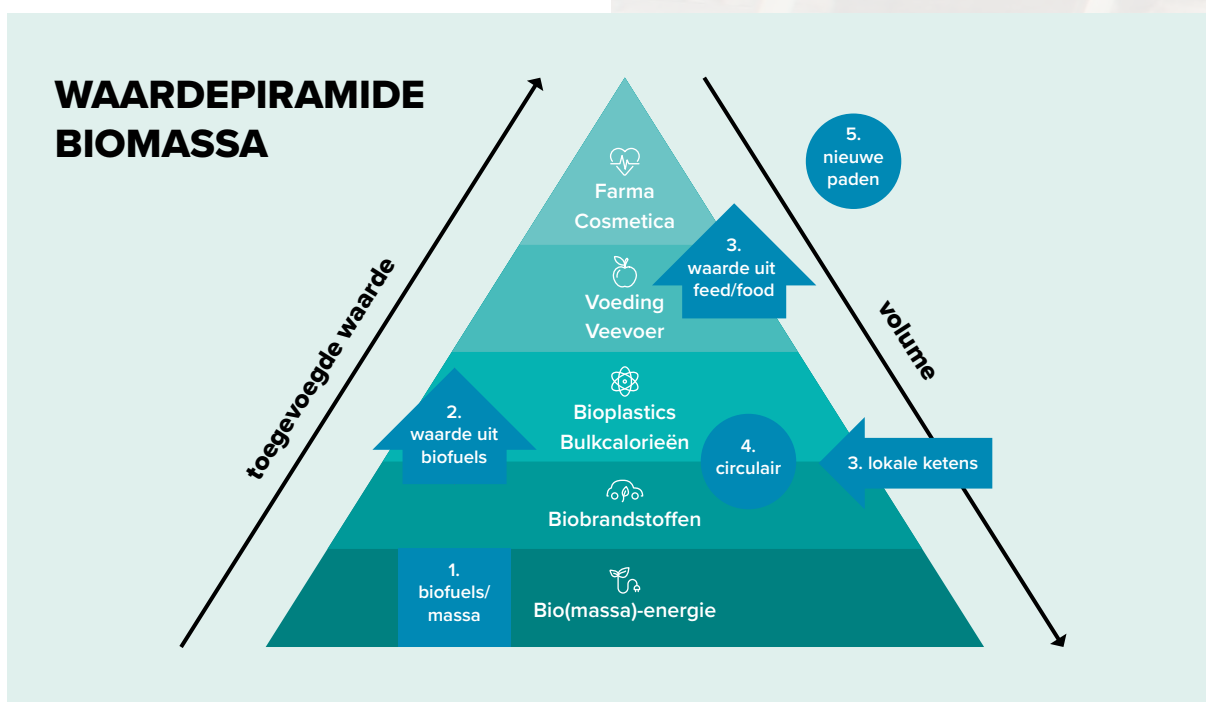 WAARDEPIRAMIDE
BIOMASSA
toegevoegde waarde
volume
5.
nieuwe
paden
Farma
Cosmetica
3.
waarde uit
feed/food
Voeding
Veevoer
2.
waarde uit
biofuels
Bioplastics
Bulkcalorieën
4.
circulair
3. lokale ketens
Biobrandstoffen
1.
biofuels/
massa
Bio(massa)-energie